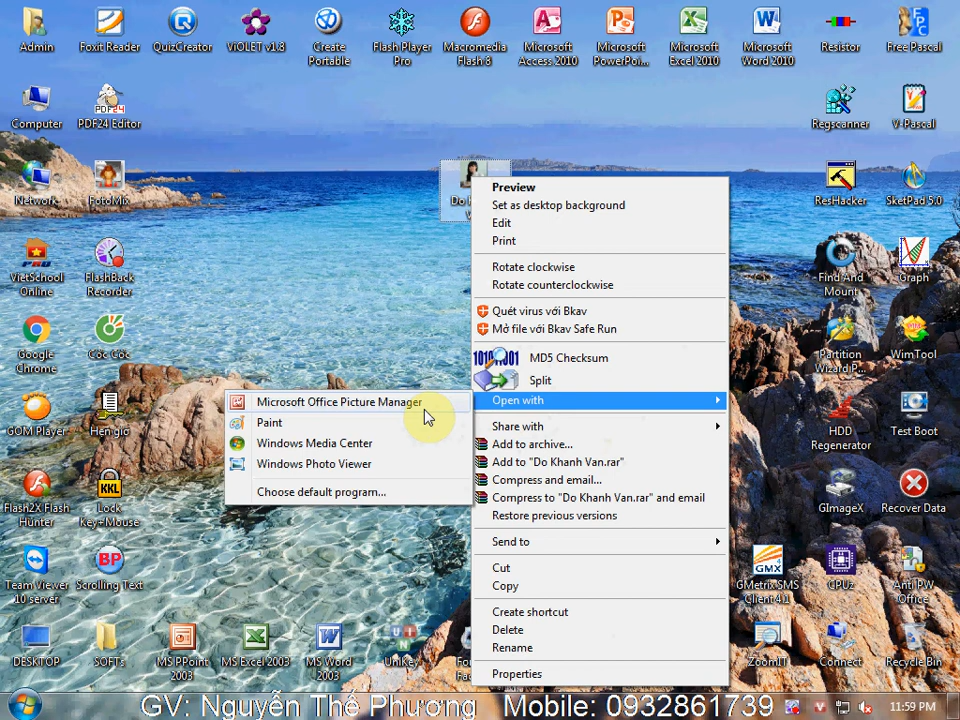 Admin
Foxit Reader
QuizCreator
ViOLET v1.8
Create
Portable
Flash Player
Pro
Macromedia
Flash 8
Microsoft
Access 2010
Microsoft
PowerPoi...
Microsoft
Excel 2010
Microsoft
Word 2010
Resistor
Free Pascal
Computer
PDF24 Editor
Regscanner
V-Pascal
Network
FotoMix
Do
ResHacker
SketPad 5.0
VietSchool
Online
FlashBack
Recorder
Find And
Mount
Graph
Google
Chrome
Cốc Cốc
Partition
Wizard P...
WimTool
GOM Player
Hen gio
HDD
Regenerator
Test Boot
Flash2X Flash
Hunter
Lock
Key+Mouse
GImageX
Recover Data
TeamViewer
10 server
Scrolling Text
GMetrix SMS
Client 4.1
CPUz
Anti PW
Office
DESKTOP
SOFTs
MS PPoint
2003
MS Excel 2003
MS Word
2003
UniKey
ZoomIT
Connect
Recycle Bin
Preview
Set as desktop background
Edit
Print
Rotate clockwise
Rotate counterclockwise
Quét virus với Bkav
Mở file với Bkav Safe Run
MD5 Checksum
Split
Open with
Share with
Add to archive...
Add to "Do Khanh Van.rar"
Compress and email...
Compress to "Do Khanh Van.rar" and email
Restore previous versions
Send to
Cut
Copy
Create shortcut
Delete
Rename
Properties
Microsoft Office Picture Manager
Paint
Windows Media Center
Windows Photo Viewer
Choose default program...
GV: Nguyễn Thế Phương Mobile: 0932861739
11:59 PM